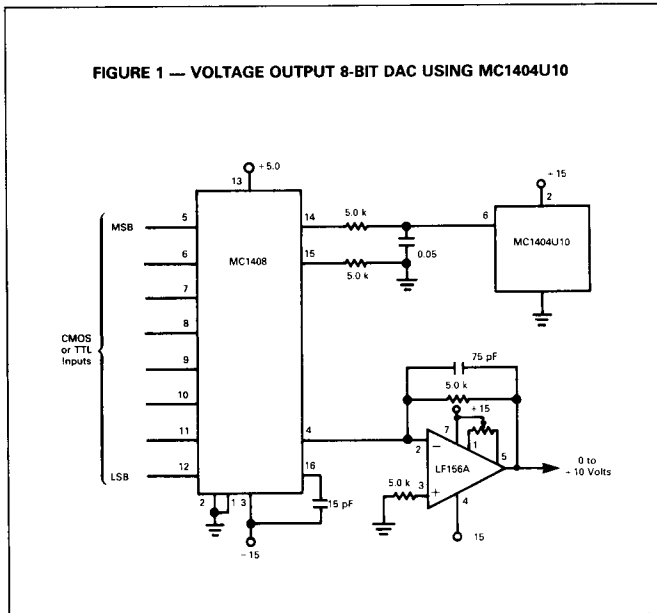 FIGURE 1 — VOLTAGE OUTPUT 8-BIT DAC USING MC1404U10
+ 5.0
13
+ 15
2
MSB
5
14
5.0 k
6
MC1408
MC1404U10
6
15
5.0 k
0.05
7
CMOS
or TTL
Inputs
8
9
75 pF
5.0 k
10
+ 15
11
4
7
1
2
−
5
LF156A
0 to
+ 10 Volts
LSB
12
16
5.0 k
3
+
4
2
1
3
15 pF
15
− 15